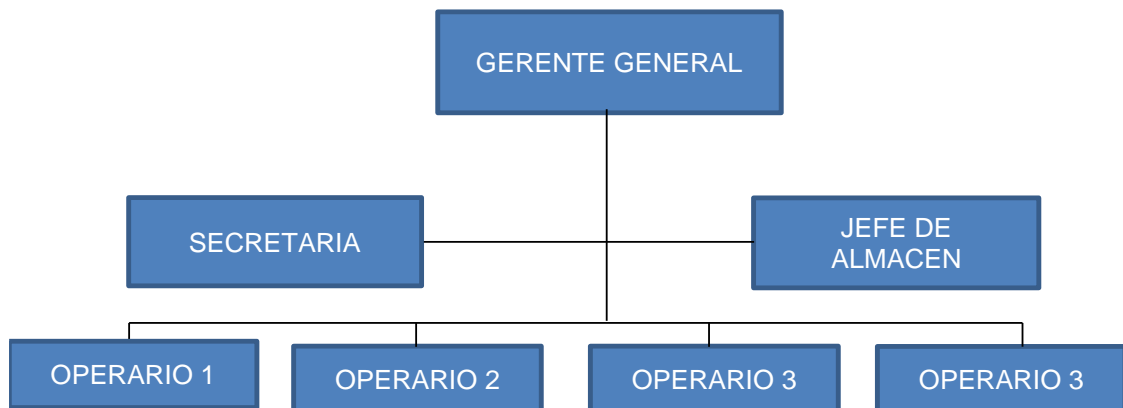 GERENTE GENERAL
SECRETARIA
JEFE DE
ALMACEN
OPERARIO 1
OPERARIO 2
OPERARIO 3
OPERARIO 3